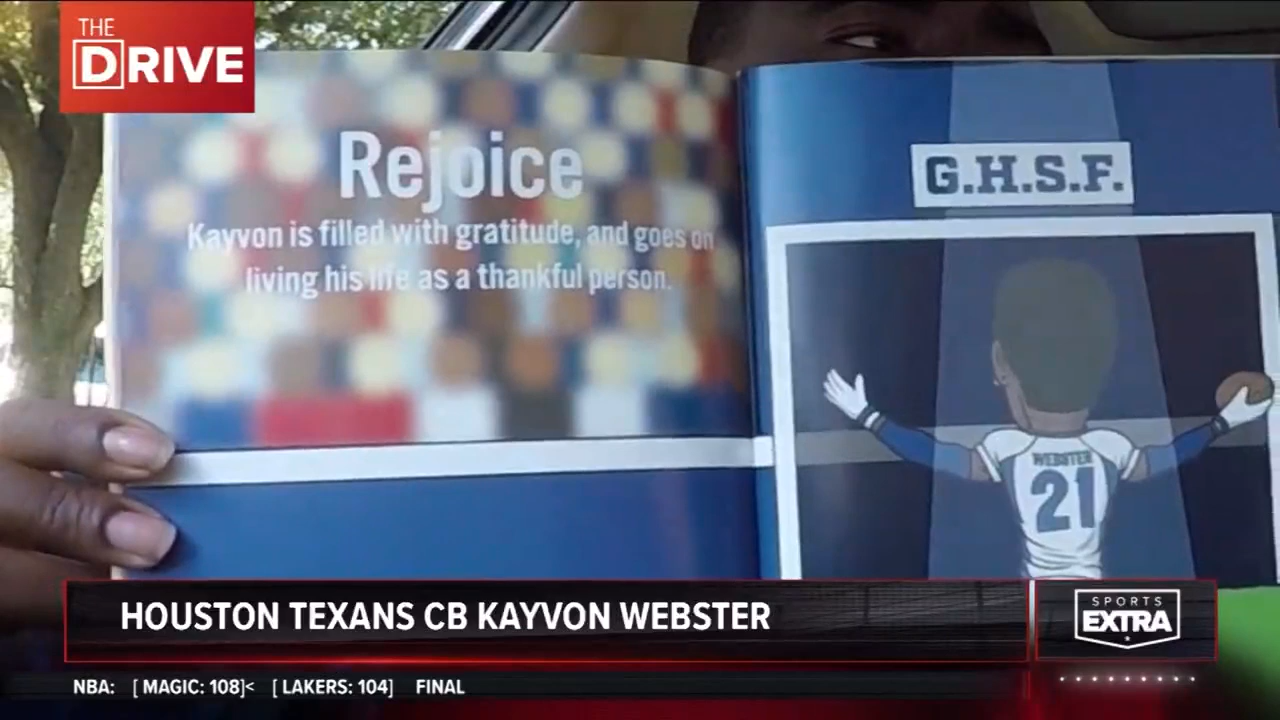 THE
DRIVE
Rejoice
Kayvon is filled with gratitude, and goes on
living his life as a thankful person.
G.H.S.F.
WEBSTER
21
HOUSTON TEXANS CB KAYVON WEBSTER
SPORTS
EXTRA
NBA: [ MAGIC: 108]< [ LAKERS: 104] FINAL